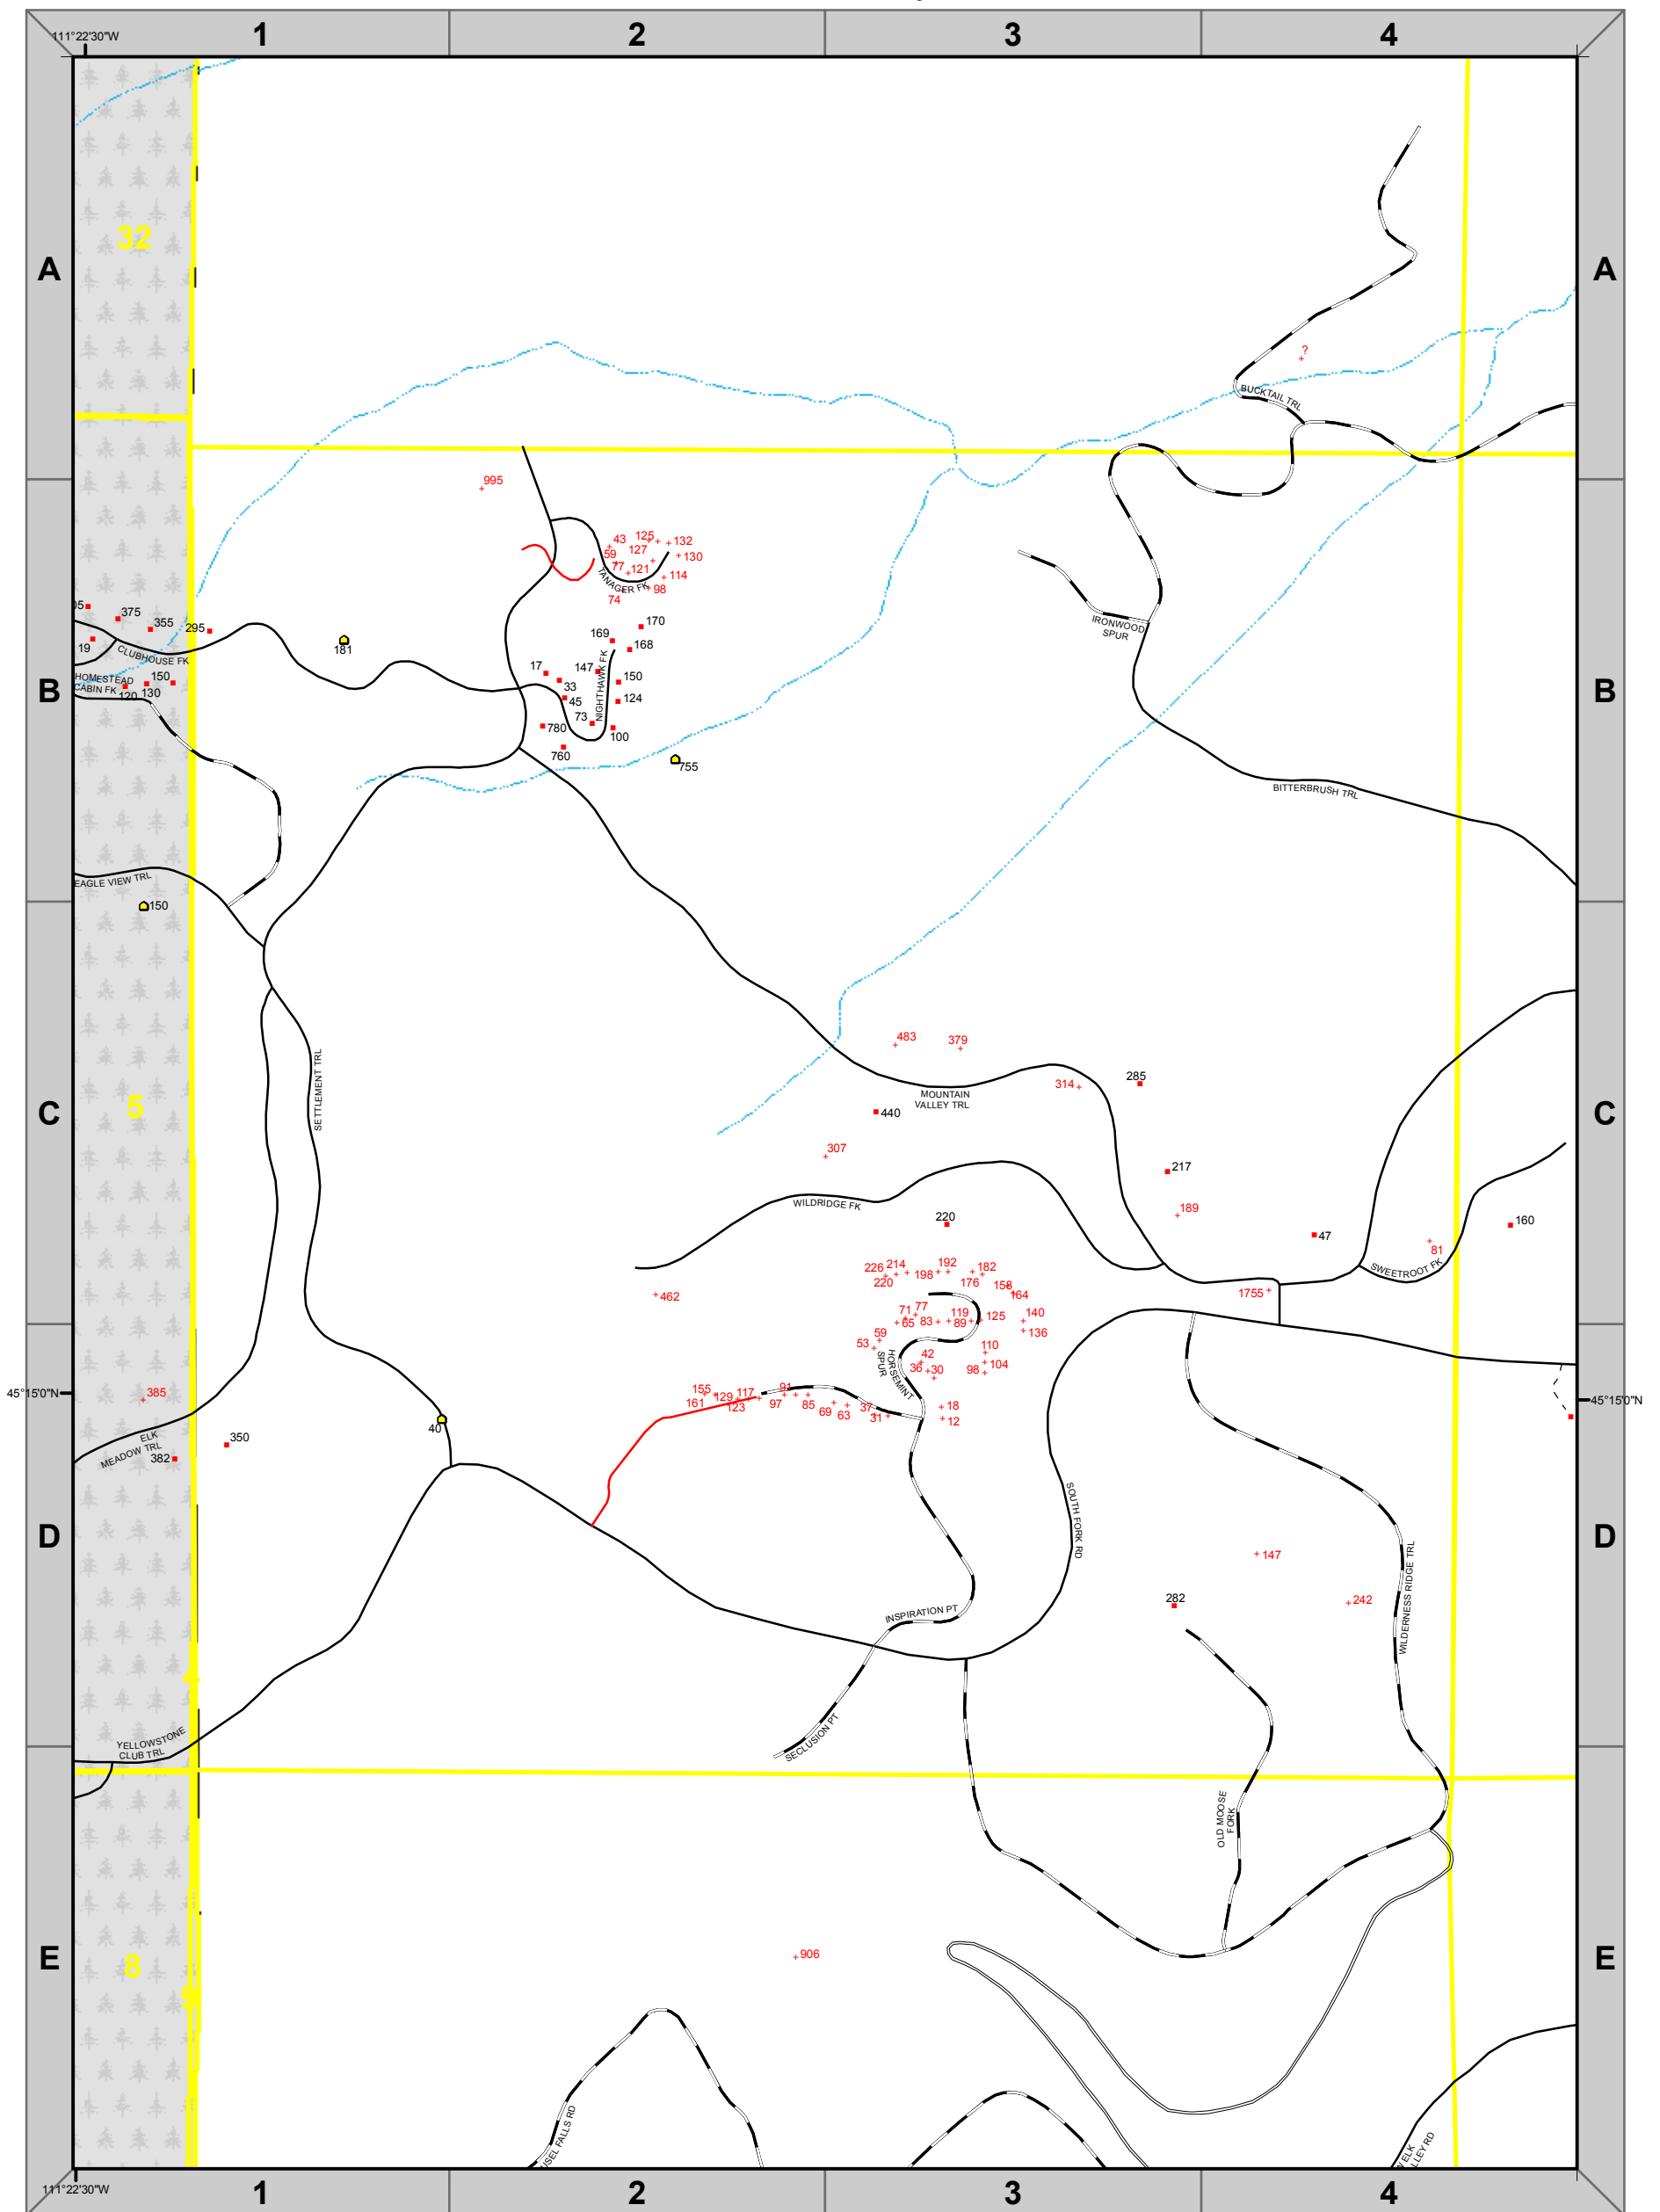 1 2 3 4
111°22'30"W
32
A A
?
BUCKTAIL TRL
995
43 125 132
59 127 130
77 121 114
TANAGER FK 98
74
375
355 295
170
169 168
181
19
CLUBHOUSE FK
IRONWOOD
SPUR
HOMESTEAD
CABIN FK
120 130 150
17 147 150
33
45 124
NIGHTHAWK FK
73
780 100
760
755
B B
BITTERBRUSH TRL
EAGLE VIEW TRL
150
483 379
314 285
MOUNTAIN
VALLEY TRL
440
5
SETTLEMENT TRL
C C
307
217
WILDRIDGE FK
189
220
47
160
81
SWEETROOT FK
226 214 198 192 182
220 176 158
164
462
1755
71 77 119 125 140
65 83 89 136
59
53
42 110
36 30 98 104
HORSEMINT
SPUR
45°15'0"N 45°15'0"N
385
155 129 117 91
161 123 97 85
69 63 37 31
18
12
40
350
ELK
MEADOW TRL
382
SOUTH FORK RD
D D
147
282
242
WILDERNESS RIDGE TRL
INSPIRATION PT
SECLUSION PT
YELLOWSTONE
CLUB TRL
OLD MOOSE
FORK
8
9
E E
906
USEL FALLS RD
ELK
LLEY RD
111°22'30"W
1 2 3 4